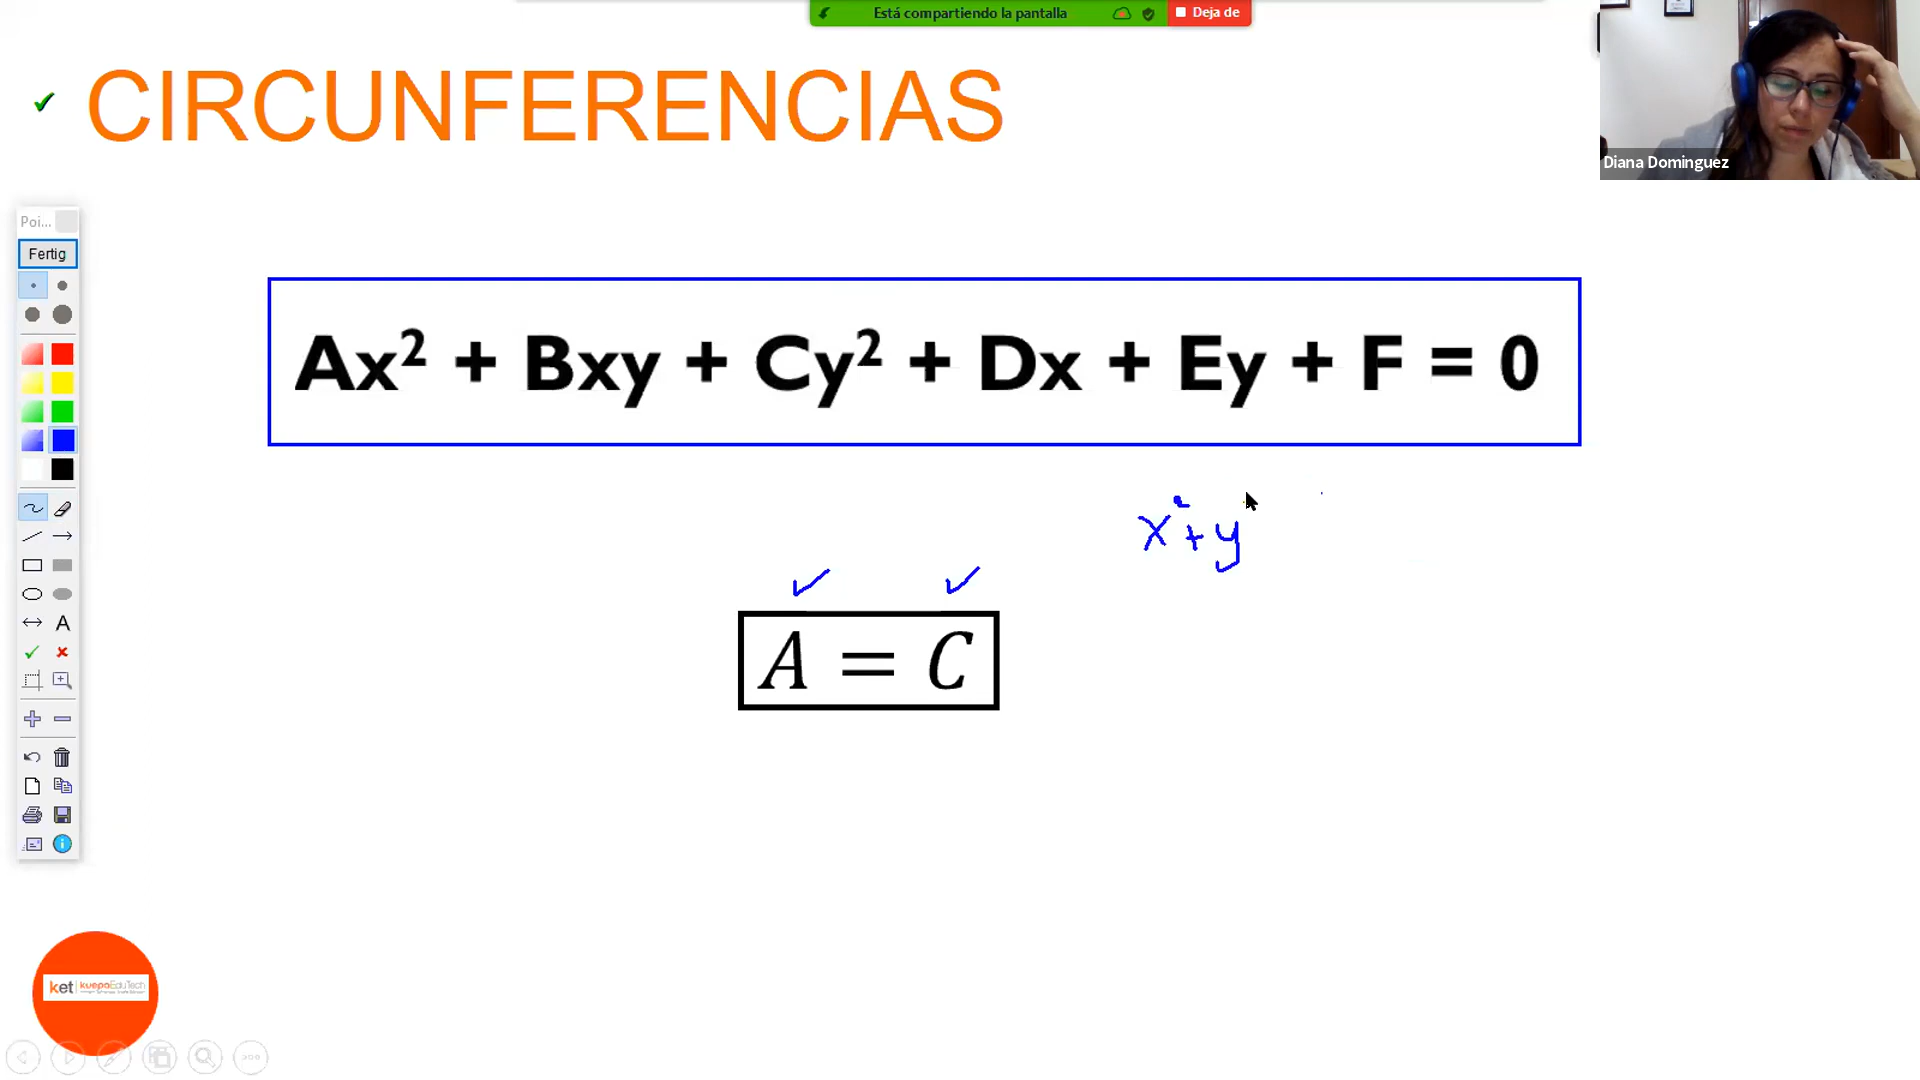 Está compartiendo la pantalla
Deja de
✓ CIRCUNFERENCIAS
Diana Dominguez
Poi...
Fertig
Ax² + Bxy + Cy² + Dx + Ey + F = 0
x² + y
✓ ✓
A = C
A
ket kuepaEduTech